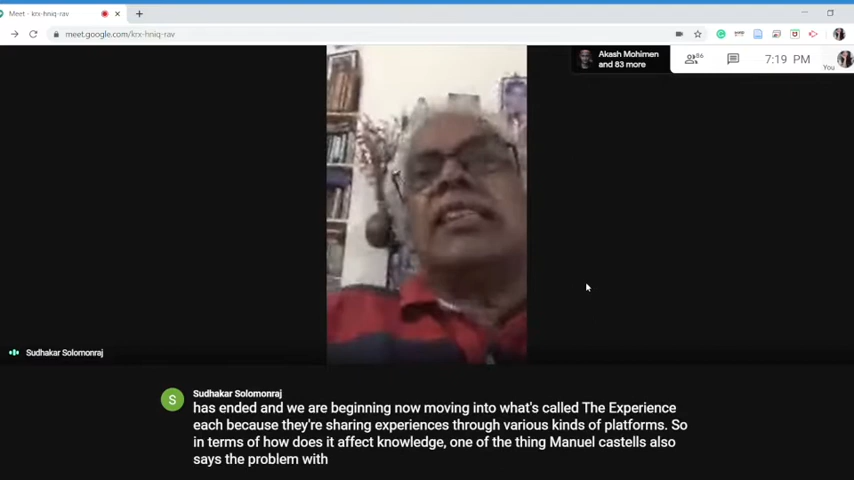 Meet - krx-hniq-rav
meet.google.com/krx-hniq-rav
Akash Mohimen
and 83 more
86
7:19 PM
You
Sudhakar Solomonraj
S
Sudhakar Solomonraj
has ended and we are beginning now moving into what's called The Experience
each because they're sharing experiences through various kinds of platforms. So
in terms of how does it affect knowledge, one of the thing Manuel castells also
says the problem with